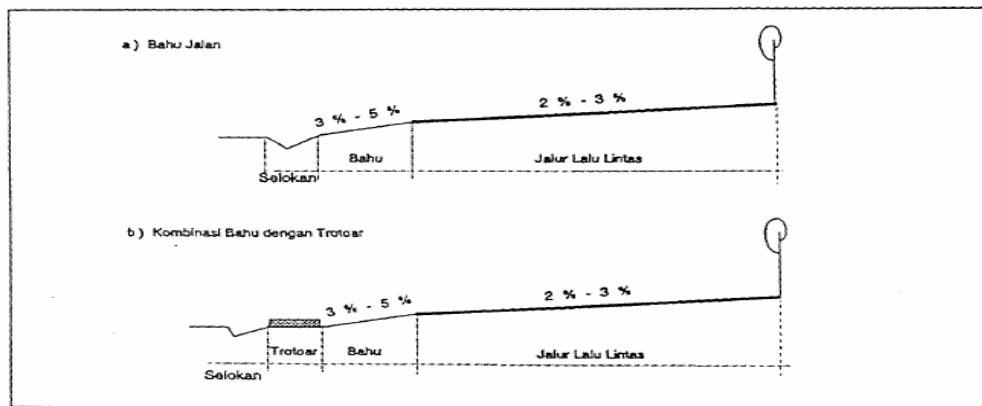 a) Bahu Jalan
3 % - 5 %
2 % - 3 %
Bahu
Jalur Lalu Lintas
Selokan
b) Kombinasi Bahu dengan Trotoar
3 % - 5 %
2 % - 3 %
Trotoar
Bahu
Jalur Lalu Lintas
Selokan